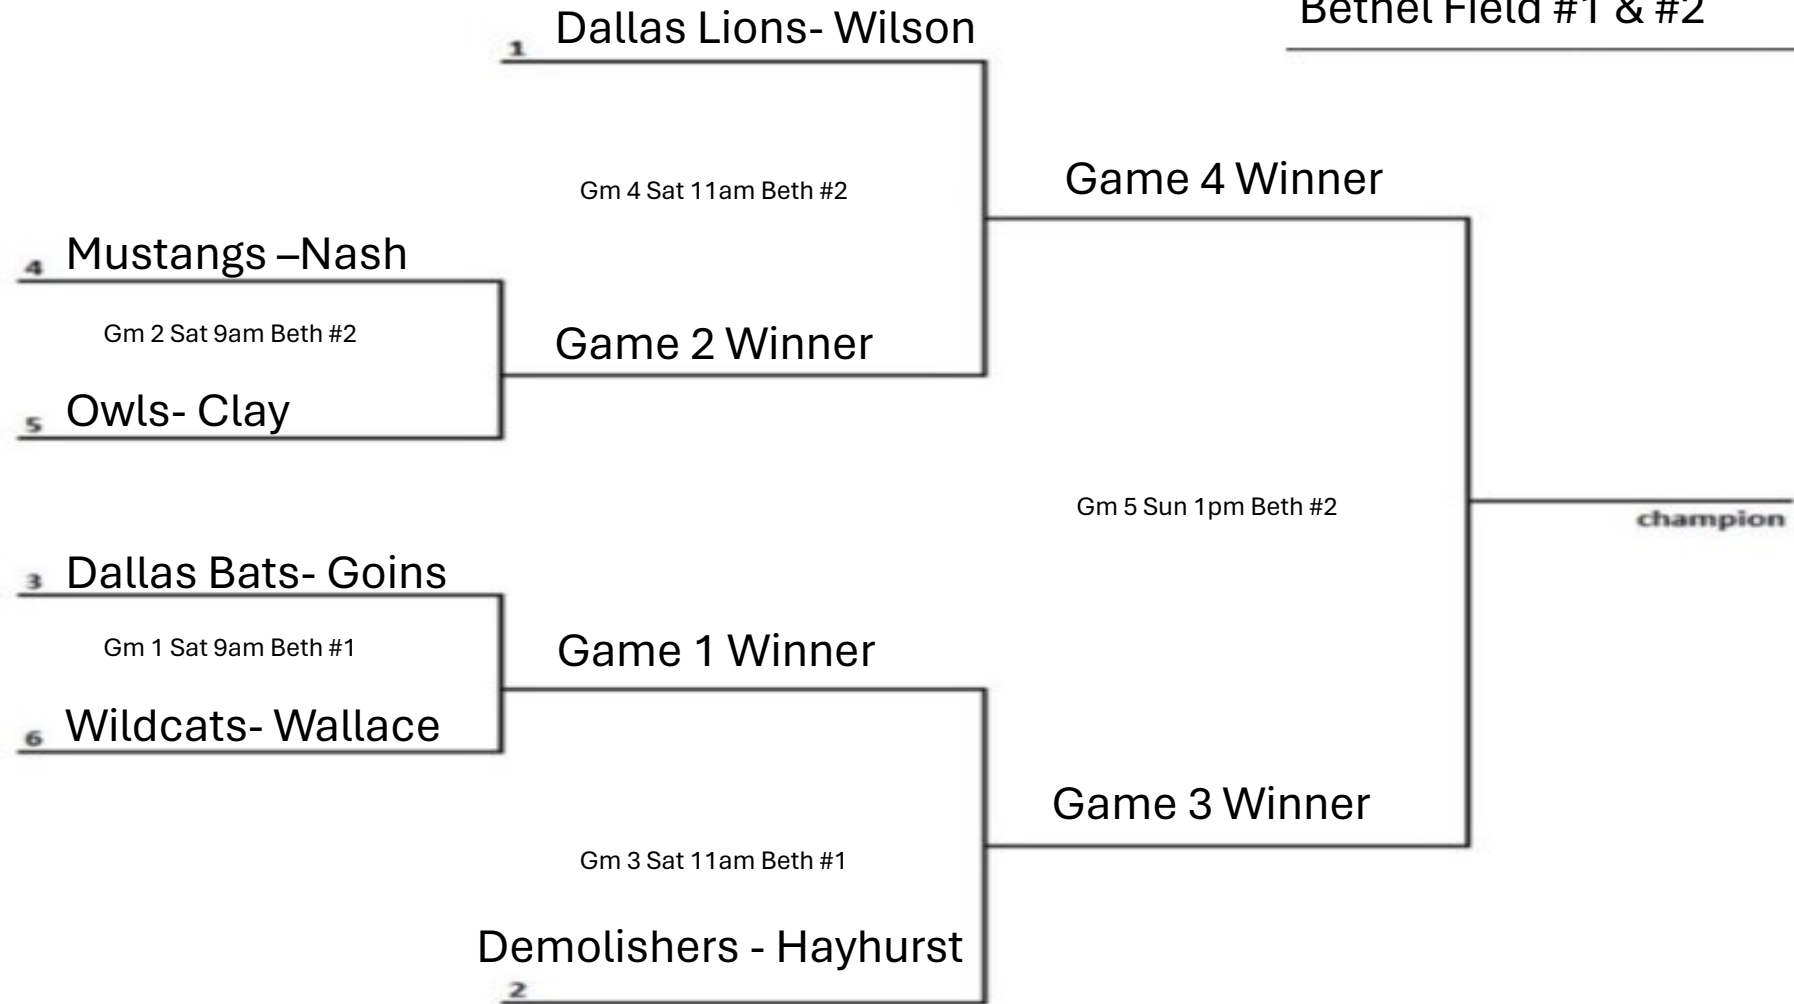 Bethel Field #1 & #2
1 Dallas Lions- Wilson
Gm 4 Sat 11am Beth #2
Game 4 Winner
4 Mustangs –Nash
Gm 2 Sat 9am Beth #2
Game 2 Winner
5 Owls- Clay
Gm 5 Sun 1pm Beth #2
champion
3 Dallas Bats- Goins
Gm 1 Sat 9am Beth #1
Game 1 Winner
6 Wildcats- Wallace
Game 3 Winner
Gm 3 Sat 11am Beth #1
Demolishers - Hayhurst
2